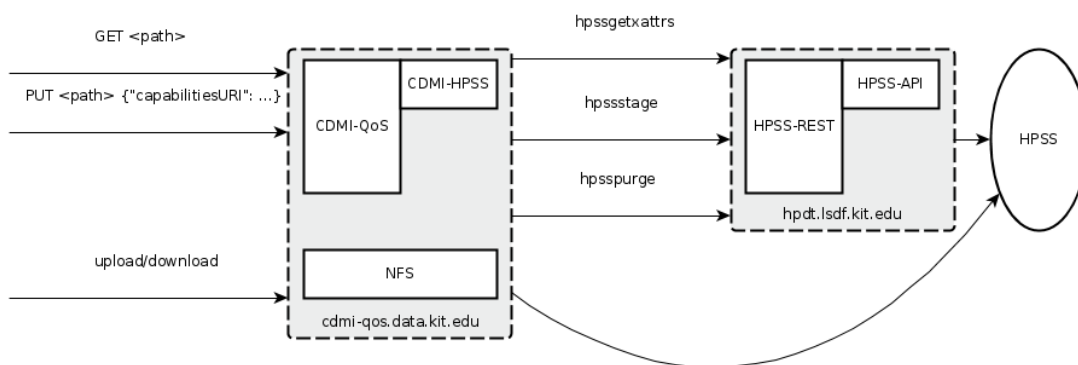 GET <path>
PUT <path> {"capabilitiesURI": ...}
upload/download
CDMI-QoS
CDMI-HPSS
NFS
cdmi-qos.data.kit.edu
hpssgetxattrs
hpssstage
hpsspurge
HPSS-REST
HPSS-API
hpdt.lsdf.kit.edu
HPSS